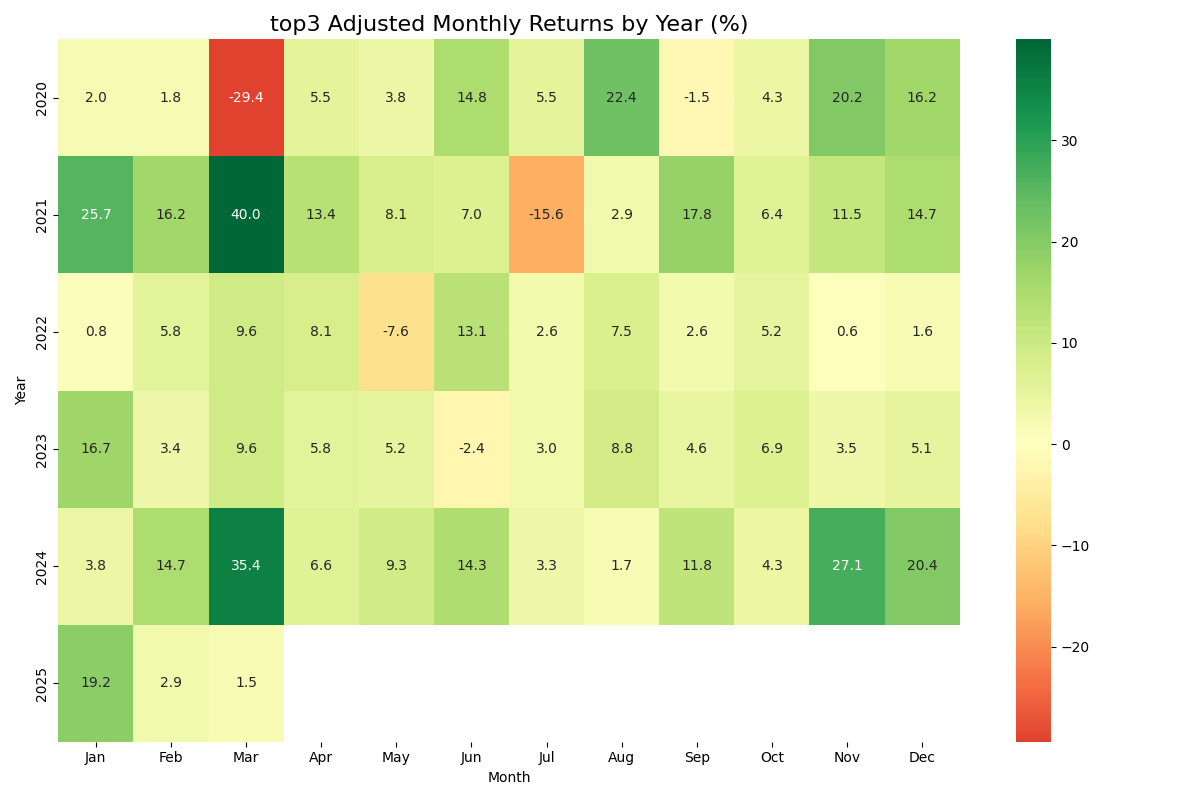 top3 Adjusted Monthly Returns by Year (%)
2020 2.0 1.8 -29.4 5.5 3.8 14.8 5.5 22.4 -1.5 4.3 20.2 16.2
2021 25.7 16.2 40.0 13.4 8.1 7.0 -15.6 2.9 17.8 6.4 11.5 14.7
2022 0.8 5.8 9.6 8.1 -7.6 13.1 2.6 7.5 2.6 5.2 0.6 1.6
Year
2023 16.7 3.4 9.6 5.8 5.2 -2.4 3.0 8.8 4.6 6.9 3.5 5.1
2024 3.8 14.7 35.4 6.6 9.3 14.3 3.3 1.7 11.8 4.3 27.1 20.4
2025 19.2 2.9 1.5
Jan Feb Mar Apr May Jun Jul Aug Sep Oct Nov Dec
Month
30
20
10
0
−10
−20